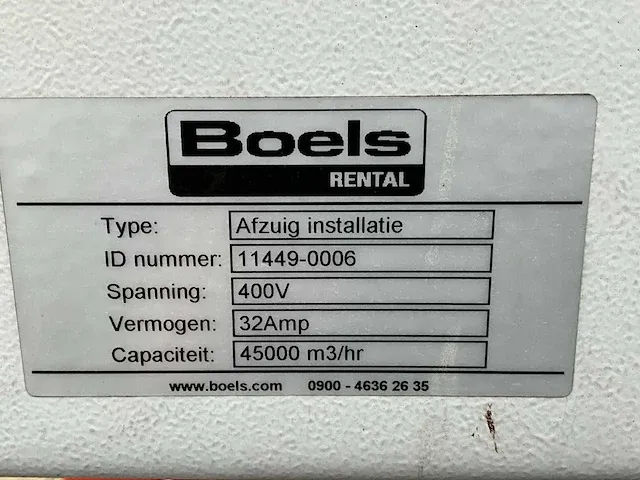 Boels
RENTAL
Type: Afzuig installatie
ID nummer: 11449-0006
Spanning: 400V
Vermogen: 32Amp
Capaciteit: 45000 m3/hr
www.boels.com 0900 - 4636 26 35